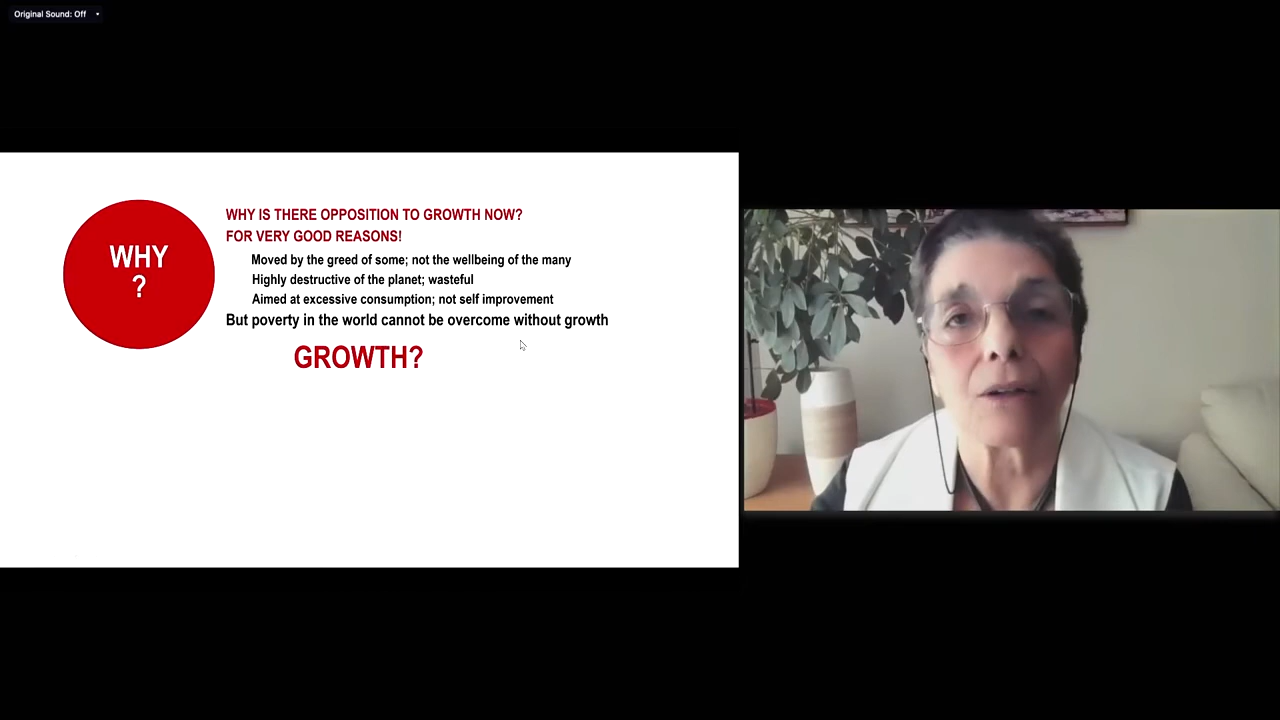 Original Sound: Off
WHY
?
WHY IS THERE OPPOSITION TO GROWTH NOW?
FOR VERY GOOD REASONS!
Moved by the greed of some; not the wellbeing of the many
Highly destructive of the planet; wasteful
Aimed at excessive consumption; not self improvement
But poverty in the world cannot be overcome without growth
GROWTH?